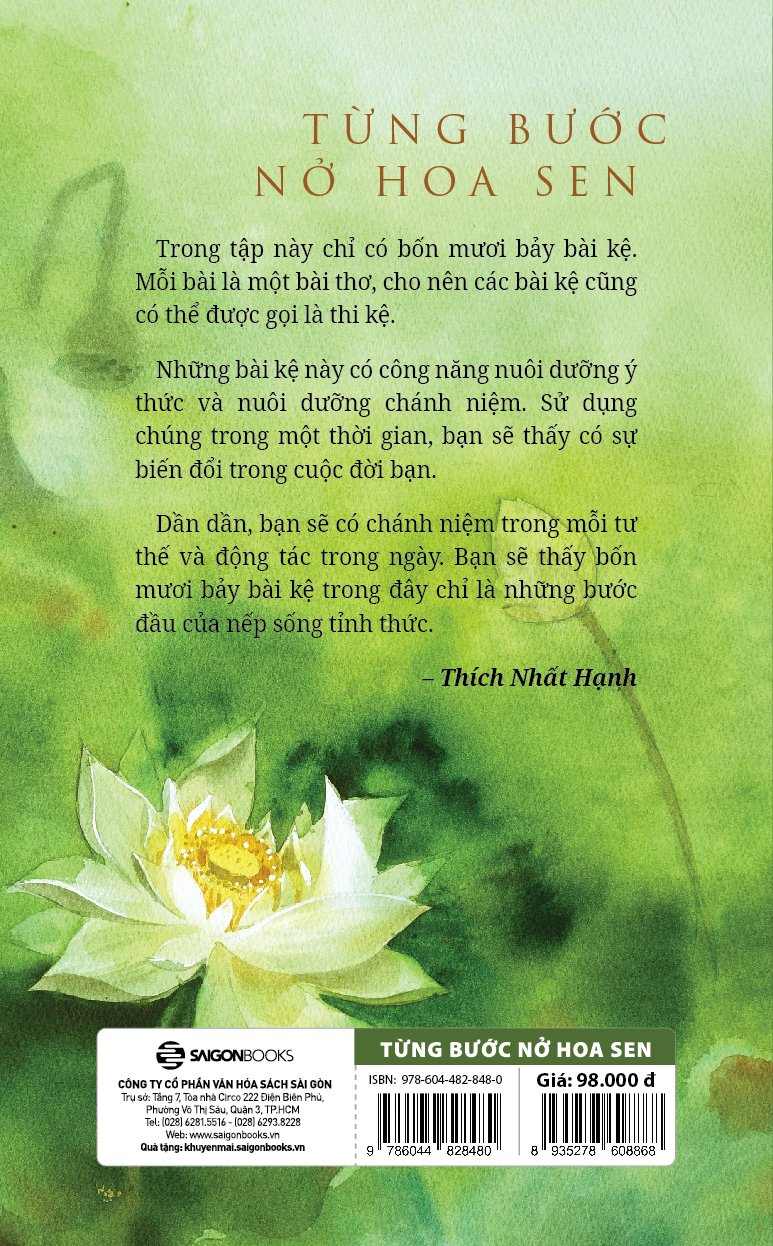 TỪNG BƯỚC
NỞ HOA SEN
Trong tập này chỉ có bốn mươi bảy bài kệ.
Mỗi bài là một bài thơ, cho nên các bài kệ cũng
có thể được gọi là thi kệ.
Những bài kệ này có công năng nuôi dưỡng ý
thức và nuôi dưỡng chánh niệm. Sử dụng
chúng trong một thời gian, bạn sẽ thấy có sự
biến đổi trong cuộc đời bạn.
Dần dần, bạn sẽ có chánh niệm trong mỗi tư
thế và động tác trong ngày. Bạn sẽ thấy bốn
mươi bảy bài kệ trong đây chỉ là những bước
đầu của nếp sống tỉnh thức.
– Thích Nhất Hạnh
SAIGONBOOKS
CÔNG TY CỔ PHẦN VĂN HÓA SÁCH SÀI GÒN
Trụ sở: Tầng 7, Tòa nhà Circo 222 Điện Biên Phủ,
Phường Võ Thị Sáu, Quận 3, TP.HCM
Tel: (028) 6281.5516 - (028) 6293.8228
Web: www.saigonbooks.vn
Quà tặng: khuyenmai.saigonbooks.vn
TỪNG BƯỚC NỞ HOA SEN
ISBN: 978-604-482-848-0
Giá: 98.000 đ
9 786044 828480
8 935278 608868